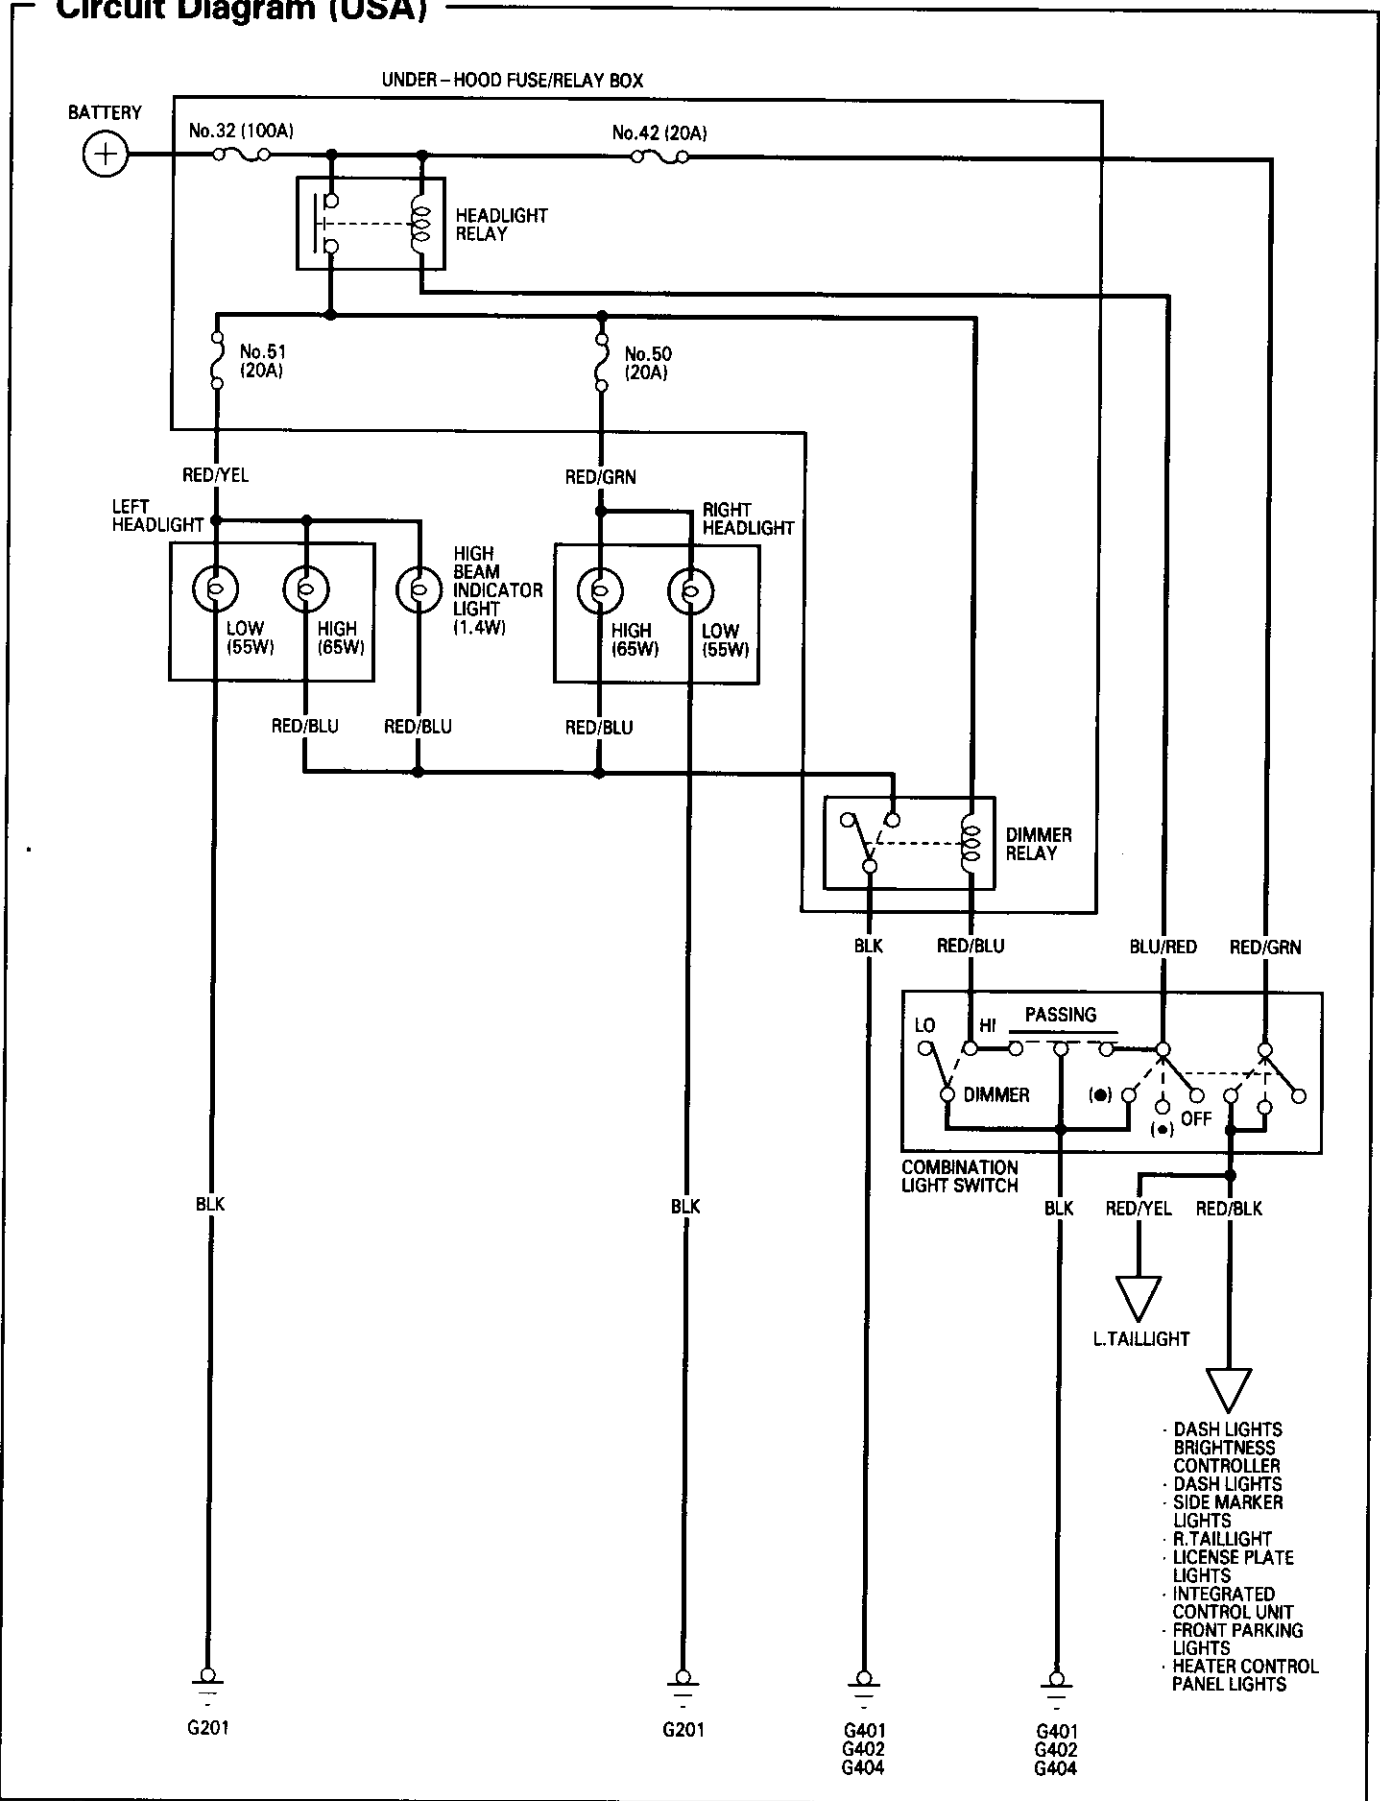 Circuit Diagram (USA)
UNDER – HOOD FUSE/RELAY BOX
BATTERY
No.32 (100A)
No.42 (20A)
HEADLIGHT
RELAY
No.51
(20A)
No.50
(20A)
RED/YEL
RED/GRN
LEFT
HEADLIGHT
RIGHT
HEADLIGHT
HIGH
BEAM
INDICATOR
LIGHT
(1.4W)
LOW
(55W)
HIGH
(65W)
HIGH
(65W)
LOW
(55W)
RED/BLU
RED/BLU
RED/BLU
DIMMER
RELAY
BLK
RED/BLU
BLU/RED
RED/GRN
LO
HI
PASSING
DIMMER
(●)
(•)
OFF
COMBINATION
LIGHT SWITCH
BLK
BLK
BLK
RED/YEL
RED/BLK
L.TAILLIGHT
· DASH LIGHTS
BRIGHTNESS
CONTROLLER
· DASH LIGHTS
· SIDE MARKER
LIGHTS
· R.TAILLIGHT
· LICENSE PLATE
LIGHTS
· INTEGRATED
CONTROL UNIT
· FRONT PARKING
LIGHTS
· HEATER CONTROL
PANEL LIGHTS
G201
G201
G401
G402
G404
G401
G402
G404